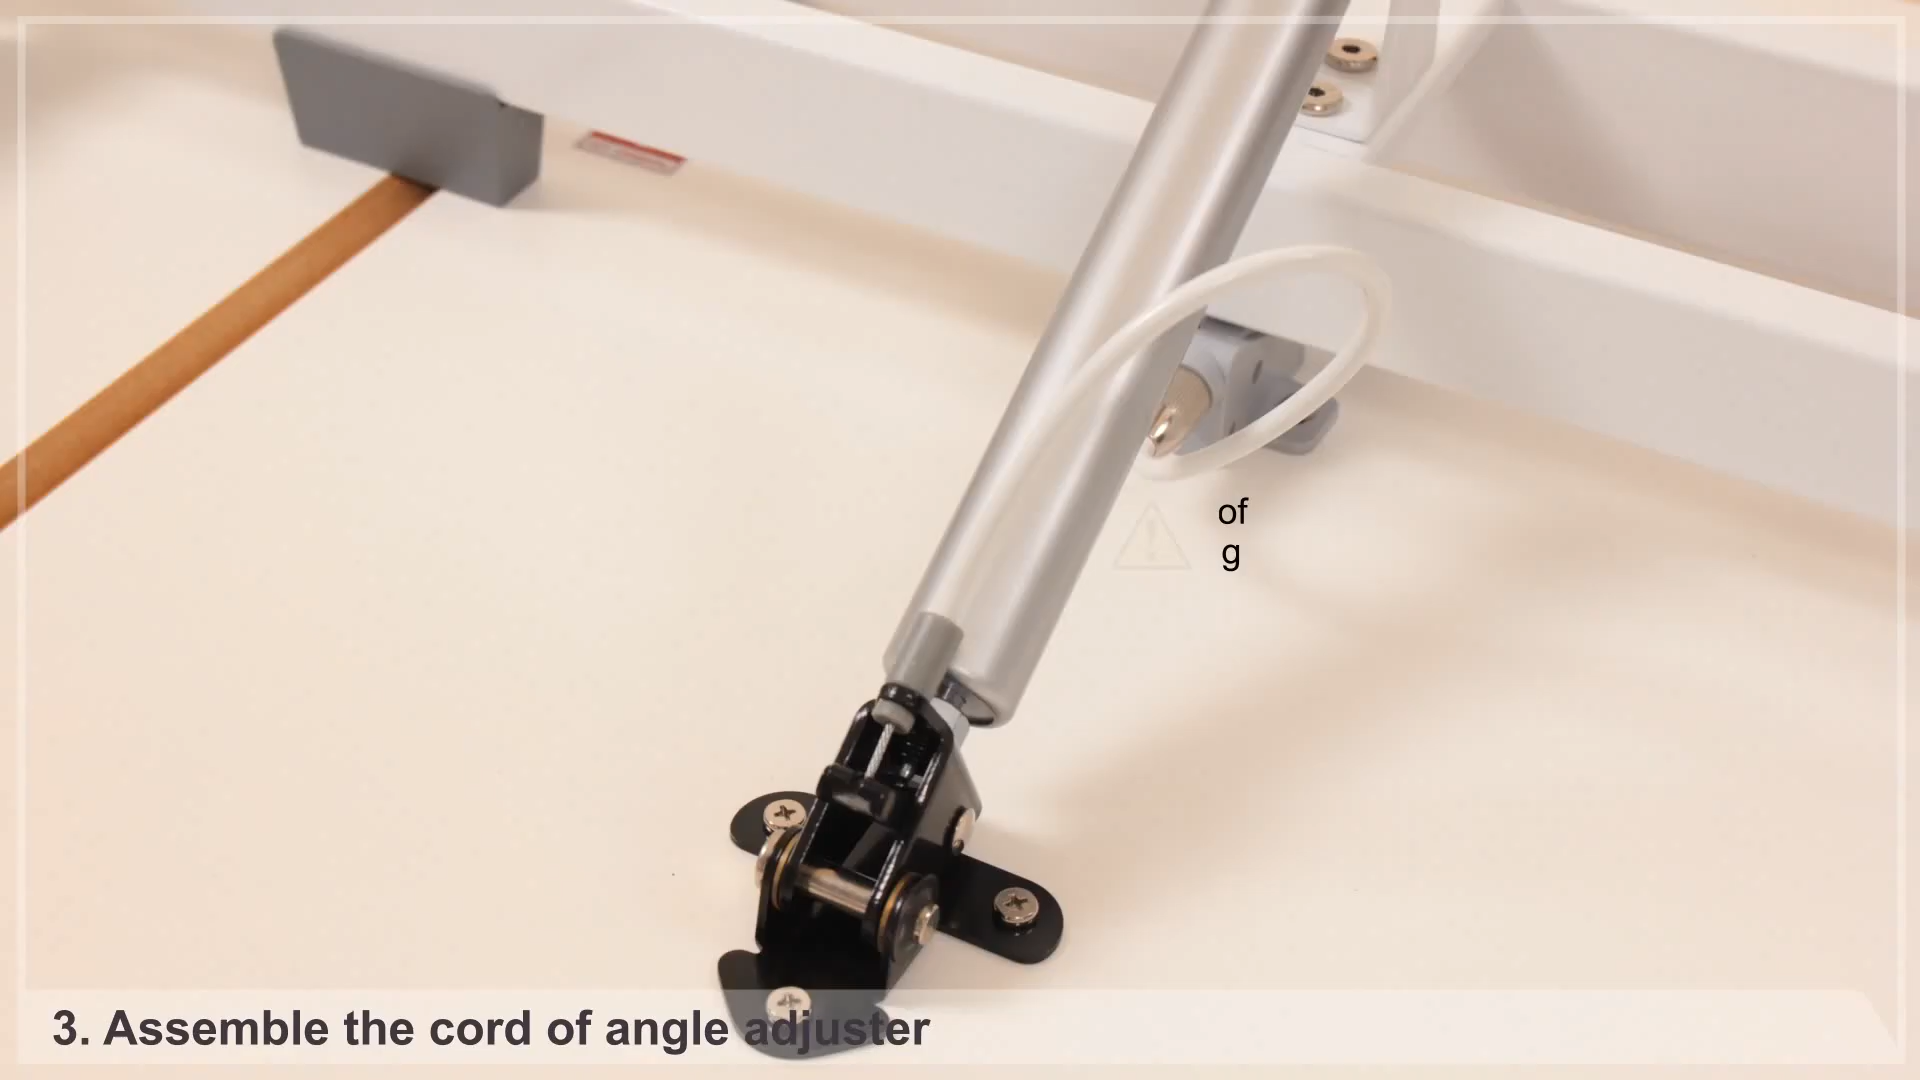 of
g
3. Assemble the cord of angle adjuster